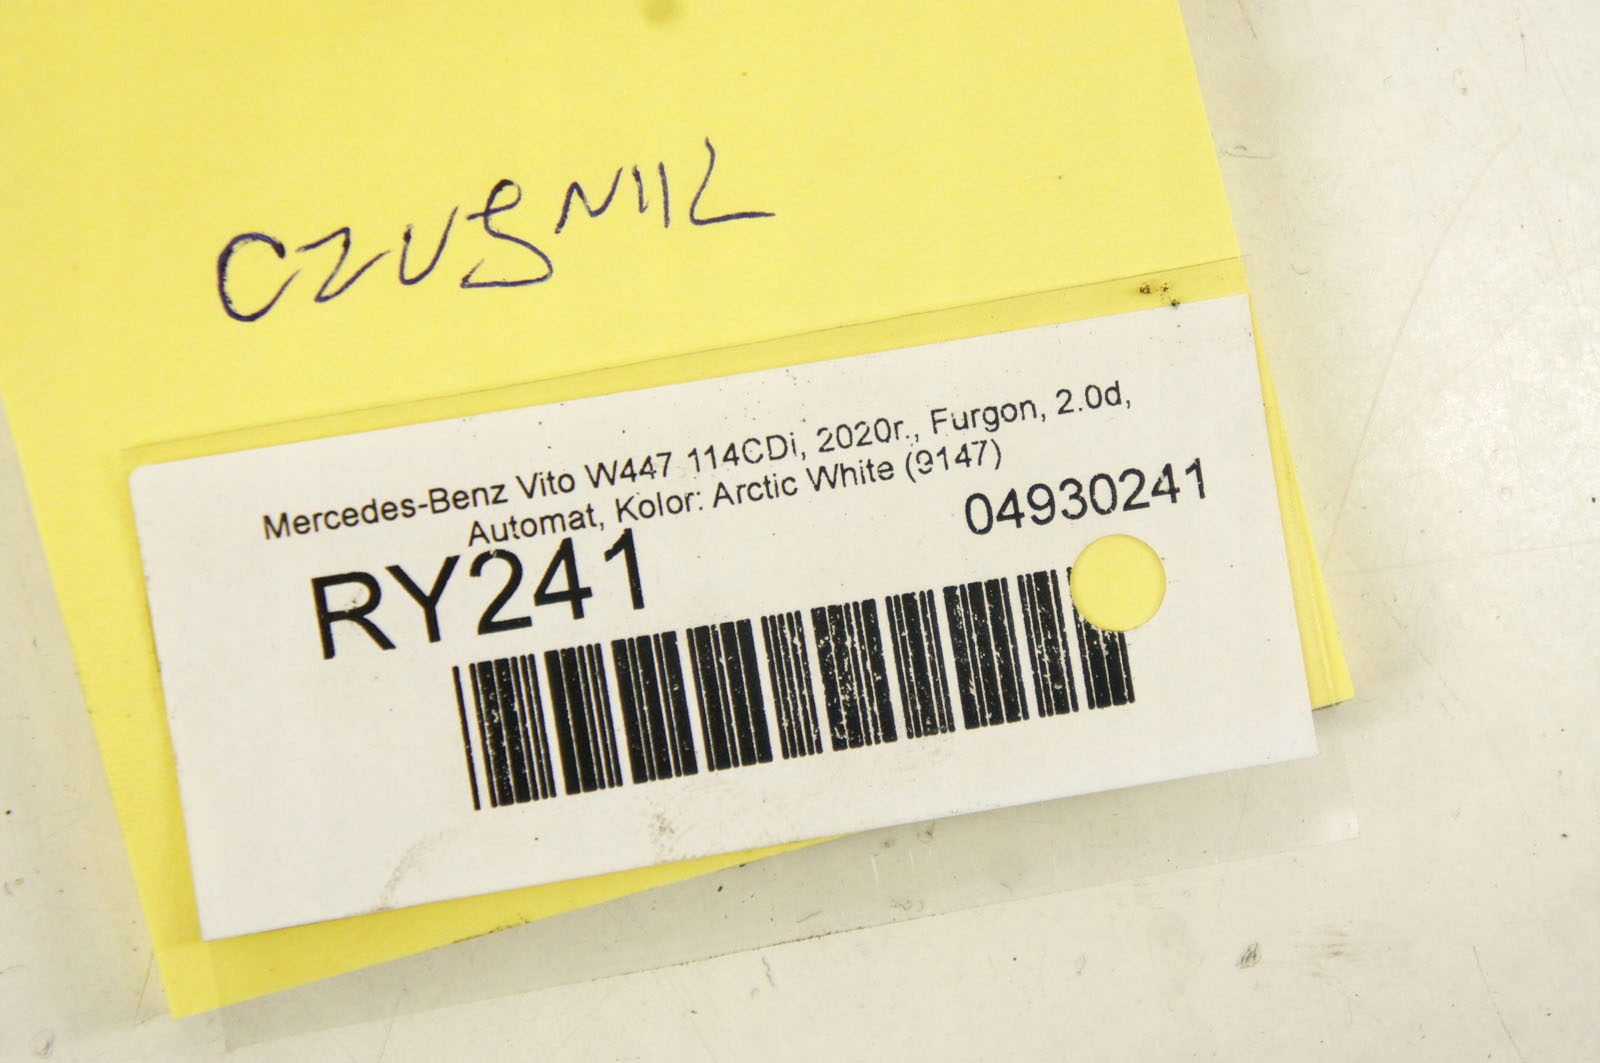 CZUJNIK
Mercedes-Benz Vito W447 114CDi, 2020r., Furgon, 2.0d,
Automat, Kolor: Arctic White (9147)
RY241
04930241